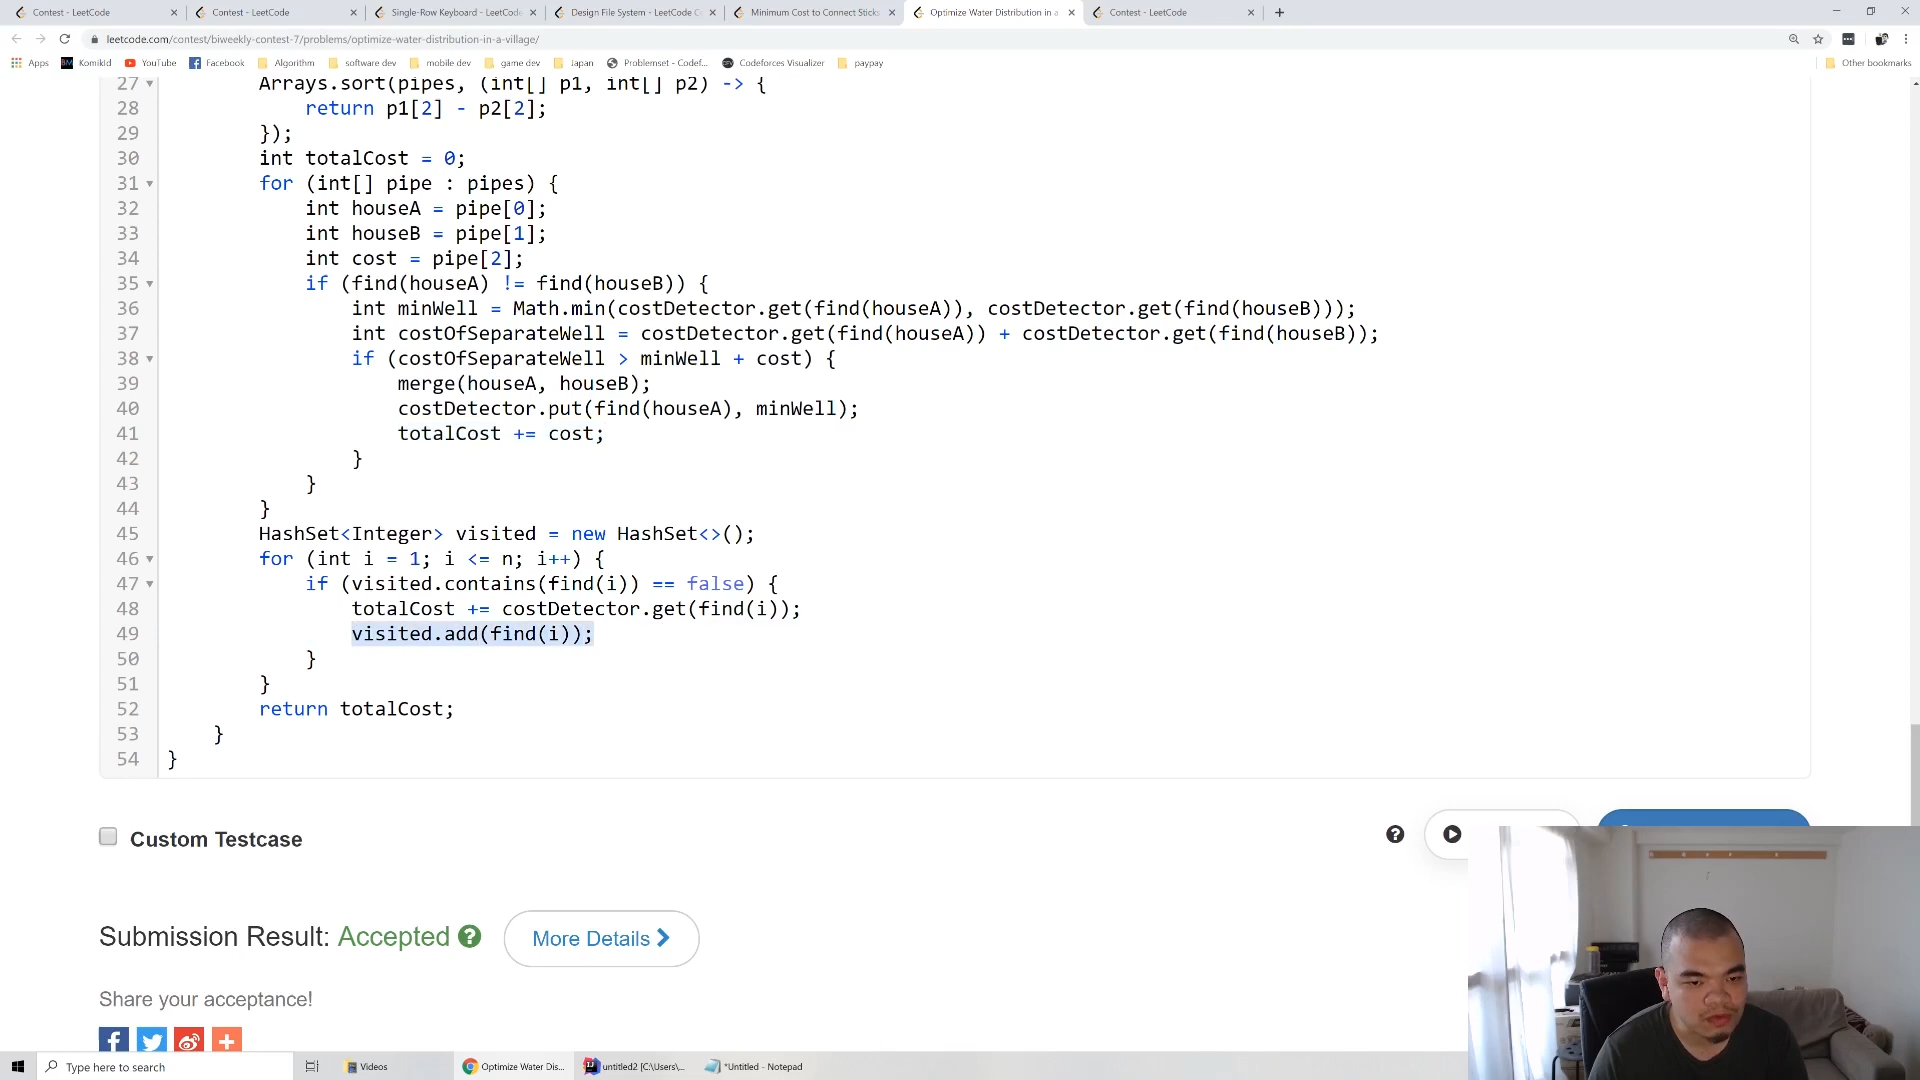 Contest - LeetCode
Contest - LeetCode
Single-Row Keyboard - LeetCode
Design File System - LeetCode C
Minimum Cost to Connect Sticks
Optimize Water Distribution in a
Contest - LeetCode
leetcode.com/contest/biweekly-contest-7/problems/optimize-water-distribution-in-a-village/
Apps
Komikid
YouTube
Facebook
Algorithm
software dev
mobile dev
game dev
Japan
Problemset - Codef...
Codeforces Visualizer
paypay
Other bookmarks
27 Arrays.sort(pipes, (int[] p1, int[] p2) -> {
28 return p1[2] - p2[2];
29 });
30 int totalCost = 0;
31 for (int[] pipe : pipes) {
32 int houseA = pipe[0];
33 int houseB = pipe[1];
34 int cost = pipe[2];
35 if (find(houseA) != find(houseB)) {
36 int minWell = Math.min(costDetector.get(find(houseA)), costDetector.get(find(houseB)));
37 int costOfSeparateWell = costDetector.get(find(houseA)) + costDetector.get(find(houseB));
38 if (costOfSeparateWell > minWell + cost) {
39 merge(houseA, houseB);
40 costDetector.put(find(houseA), minWell);
41 totalCost += cost;
42 }
43 }
44 }
45 HashSet<Integer> visited = new HashSet<>();
46 for (int i = 1; i <= n; i++) {
47 if (visited.contains(find(i)) == false) {
48 totalCost += costDetector.get(find(i));
49 visited.add(find(i));
50 }
51 }
52 return totalCost;
53 }
54 }
Custom Testcase
Submission Result: Accepted
More Details
Share your acceptance!
Type here to search
Videos
Optimize Water Dis...
untitled2 [C:\Users\...
*Untitled - Notepad